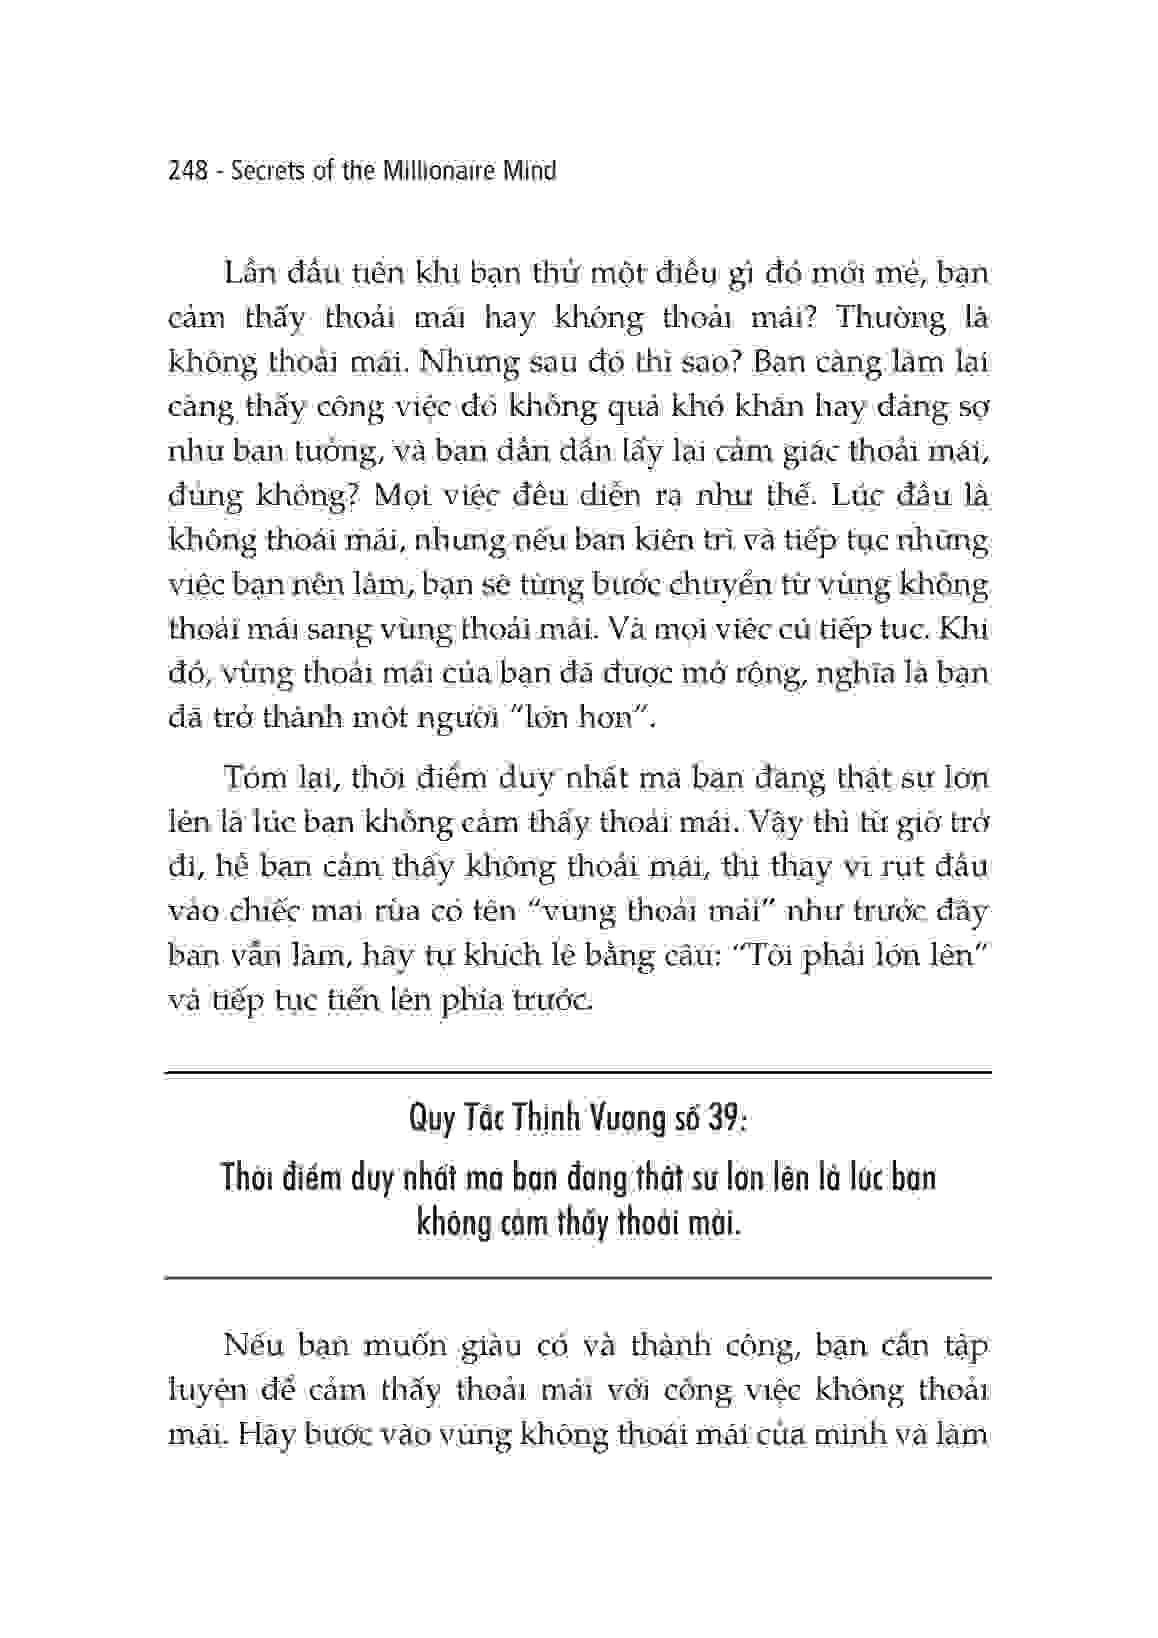 248 - Secrets of the Millionaire Mind
Lần đầu tiên khi bạn thử một điều gì đó mới mẻ, bạn
cảm thấy thoải mái hay không thoải mái? Thường là
không thoải mái. Nhưng sau đó thì sao? Bạn càng làm lại
càng thấy công việc đó không quá khó khăn hay đáng sợ
như bạn tưởng, và bạn dần dần lấy lại cảm giác thoải mái,
đúng không? Mọi việc đều diễn ra như thế. Lúc đầu là
không thoải mái, nhưng nếu bạn kiên trì và tiếp tục những
việc bạn nên làm, bạn sẽ từng bước chuyển từ vùng không
thoải mái sang vùng thoải mái. Và mọi việc cứ tiếp tục. Khi
đó, vùng thoải mái của bạn đã được mở rộng, nghĩa là bạn
đã trở thành một người “lớn hơn”.
Tóm lại, thời điểm duy nhất mà bạn đang thật sự lớn
lên là lúc bạn không cảm thấy thoải mái. Vậy thì từ giờ trở
đi, hễ bạn cảm thấy không thoải mái, thì thay vì rụt đầu
vào chiếc mai rùa có tên “vùng thoải mái” như trước đây
bạn vẫn làm, hãy tự khích lệ bằng câu: “Tôi phải lớn lên”
và tiếp tục tiến lên phía trước.
Quy Tắc Thịnh Vượng số 39:
Thời điểm duy nhất mà bạn đang thật sự lớn lên là lúc bạn
không cảm thấy thoải mái.
Nếu bạn muốn giàu có và thành công, bạn cần tập
luyện để cảm thấy thoải mái với công việc không thoải
mái. Hãy bước vào vùng không thoải mái của mình và làm